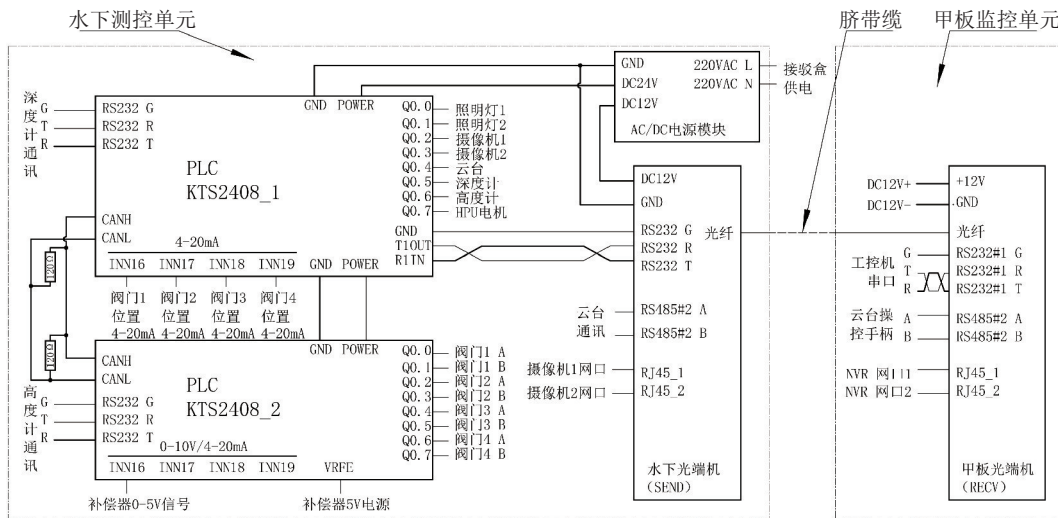 水下测控单元
脐带缆
甲板监控单元
深度计通讯
G
T
R
RS232 G
RS232 R
RS232 T
GND POWER
PLC
KTS2408_1
Q0.0 照明灯1
Q0.1 照明灯2
Q0.2 摄像机1
Q0.3 摄像机2
Q0.4 云台
Q0.5 深度计
Q0.6 高度计
Q0.7 HPU电机
GND
T1OUT
R1IN
CANH
CANL
4-20mA
INN16 INN17 INN18 INN19 GND POWER
120Ω
120Ω
阀门1 阀门2 阀门3 阀门4
位置 位置 位置 位置
4-20mA 4-20mA 4-20mA 4-20mA
GND POWER
CANH
CANL
PLC
KTS2408_2
高度计通讯
G
T
R
RS232 G
RS232 R
RS232 T
0-10V/4-20mA
INN16 INN17 INN18 INN19 VRFE
Q0.0 阀门1 A
Q0.1 阀门1 B
Q0.2 阀门2 A
Q0.3 阀门2 B
Q0.4 阀门3 A
Q0.5 阀门3 B
Q0.6 阀门4 A
Q0.7 阀门4 B
补偿器0-5V信号
补偿器5V电源
GND 220VAC L
DC24V 220VAC N
DC12V
AC/DC电源模块
接驳盒
供电
DC12V
GND
RS232 G 光纤
RS232 R
RS232 T
云台
通讯
RS485#2 A
RS485#2 B
摄像机1网口 RJ45_1
摄像机2网口 RJ45_2
水下光端机
(SEND)
DC12V+ +12V
DC12V- GND
光纤
工控机
串口
G RS232#1 G
T RS232#1 R
R RS232#1 T
云台操
控手柄
A RS485#2 A
B RS485#2 B
NVR 网口1 RJ45_1
NVR 网口2 RJ45_2
甲板光端机
(RECV)